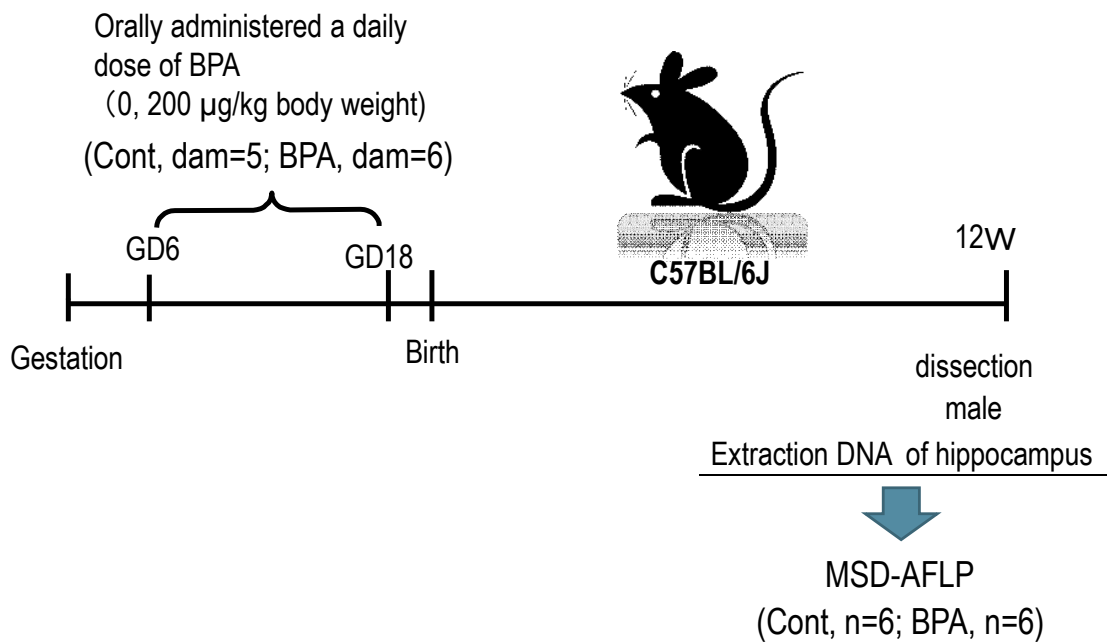 Orally administered a daily
dose of BPA
（0, 200 µg/kg body weight)
(Cont, dam=5; BPA, dam=6)
GD6
GD18
12W
C57BL/6J
Gestation
Birth
dissection
male
Extraction DNA of hippocampus
MSD-AFLP
(Cont, n=6; BPA, n=6)